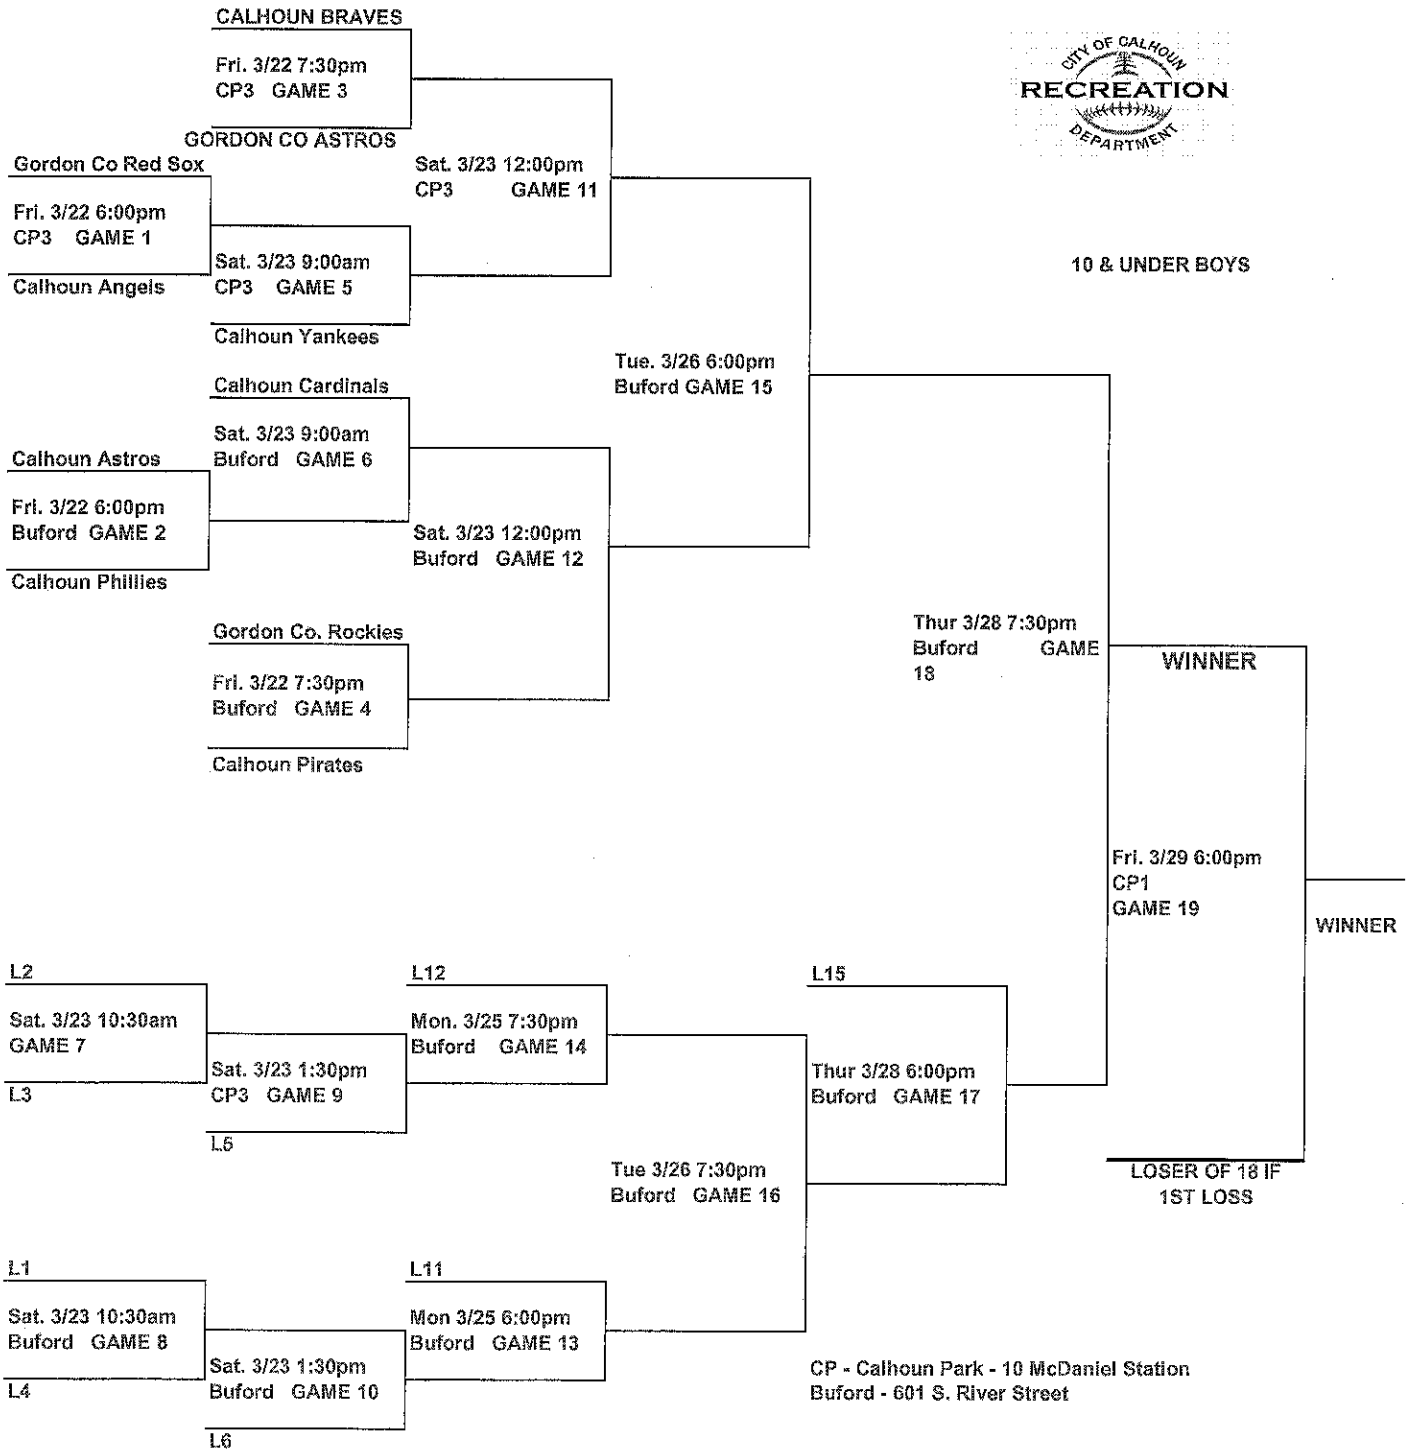 CALHOUN BRAVES
Fri. 3/22 7:30pm
CP3 GAME 3
GORDON CO ASTROS
CITY OF CALHOUN
RECREATION
DEPARTMENT
10 & UNDER BOYS
Gordon Co Red Sox
Fri. 3/22 6:00pm
CP3 GAME 1
Calhoun Angels
Sat. 3/23 9:00am
CP3 GAME 5
Calhoun Yankees
Sat. 3/23 12:00pm
CP3 GAME 11
Calhoun Cardinals
Sat. 3/23 9:00am
Buford GAME 6
Calhoun Astros
Fri. 3/22 6:00pm
Buford GAME 2
Calhoun Phillies
Sat. 3/23 12:00pm
Buford GAME 12
Gordon Co. Rockies
Fri. 3/22 7:30pm
Buford GAME 4
Calhoun Pirates
Tue. 3/26 6:00pm
Buford GAME 15
Thur 3/28 7:30pm
Buford GAME
18
WINNER
Fri. 3/29 6:00pm
CP1
GAME 19
WINNER
LOSER OF 18 IF
1ST LOSS
L2
Sat. 3/23 10:30am
GAME 7
L3
Sat. 3/23 1:30pm
CP3 GAME 9
L5
L12
Mon. 3/25 7:30pm
Buford GAME 14
L15
Thur 3/28 6:00pm
Buford GAME 17
Tue 3/26 7:30pm
Buford GAME 16
L1
Sat. 3/23 10:30am
Buford GAME 8
L4
Sat. 3/23 1:30pm
Buford GAME 10
L6
L11
Mon 3/25 6:00pm
Buford GAME 13
CP - Calhoun Park - 10 McDaniel Station
Buford - 601 S. River Street